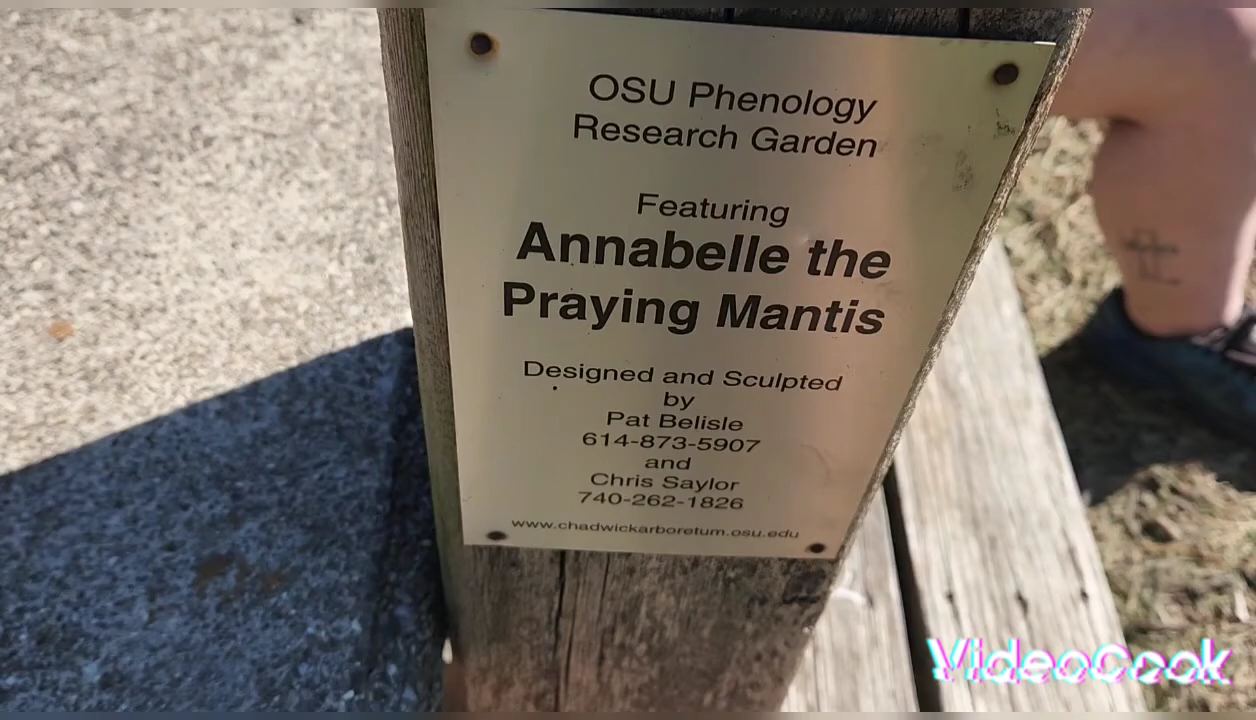 OSU Phenology
Research Garden
Featuring
Annabelle the
Praying Mantis
Designed and Sculpted
by
Pat Belisle
614-873-5907
and
Chris Saylor
740-262-1826
www.chadwickarboretum.osu.edu
VideoCook